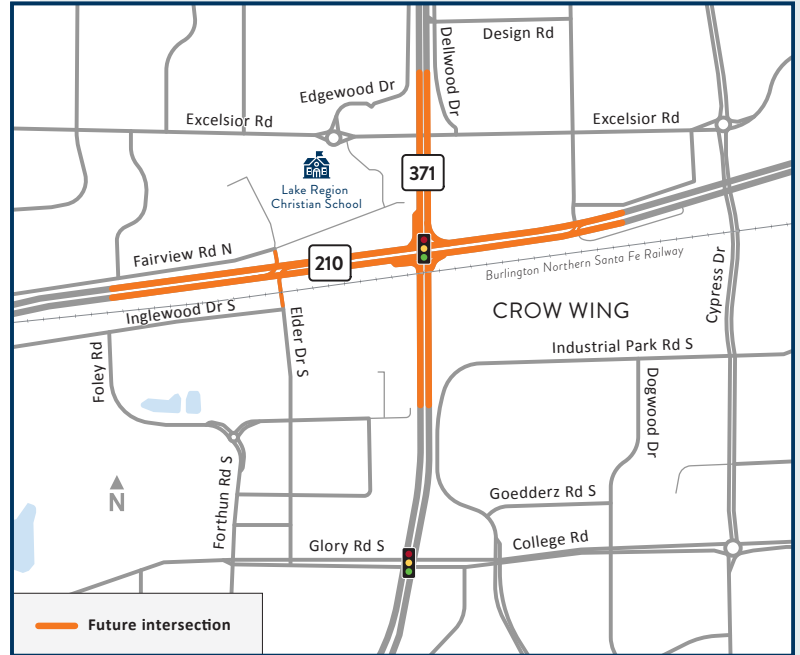 Design Rd
Dellwood Dr
Edgewood Dr
Excelsior Rd
Excelsior Rd
371
Lake Region
Christian School
Fairview Rd N
210
Burlington Northern Santa Fe Railway
Cypress Dr
CROW WING
Inglewood Dr S
Elder Dr S
Industrial Park Rd S
Foley Rd
Dogwood Dr
N
Forthun Rd S
Goedderz Rd S
Glory Rd S
College Rd
Future intersection